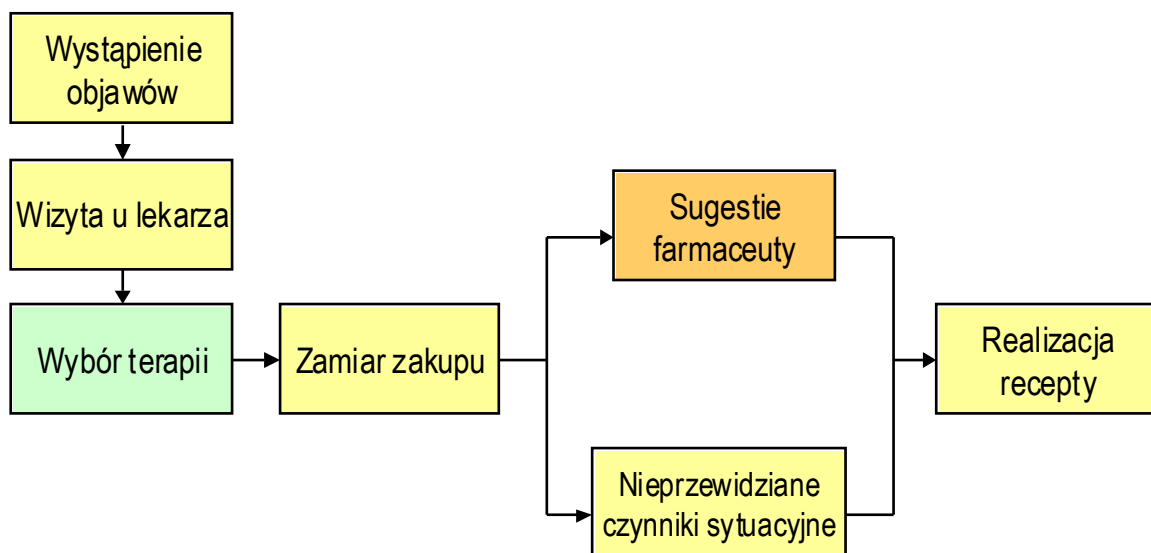 Wystąpienie
objawów
Wizyta u lekarza
Wybór terapii
Zamiar zakupu
Sugestie
farmaceuty
Nieprzewidziane
czynniki sytuacyjne
Realizacja
recepty